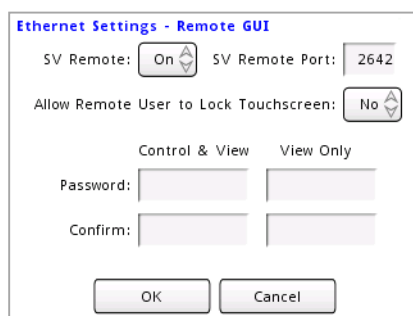 Ethernet Settings - Remote GUI
SV Remote: On SV Remote Port: 2642
Allow Remote User to Lock Touchscreen: No
Control & View View Only
Password:
Confirm:
OK Cancel